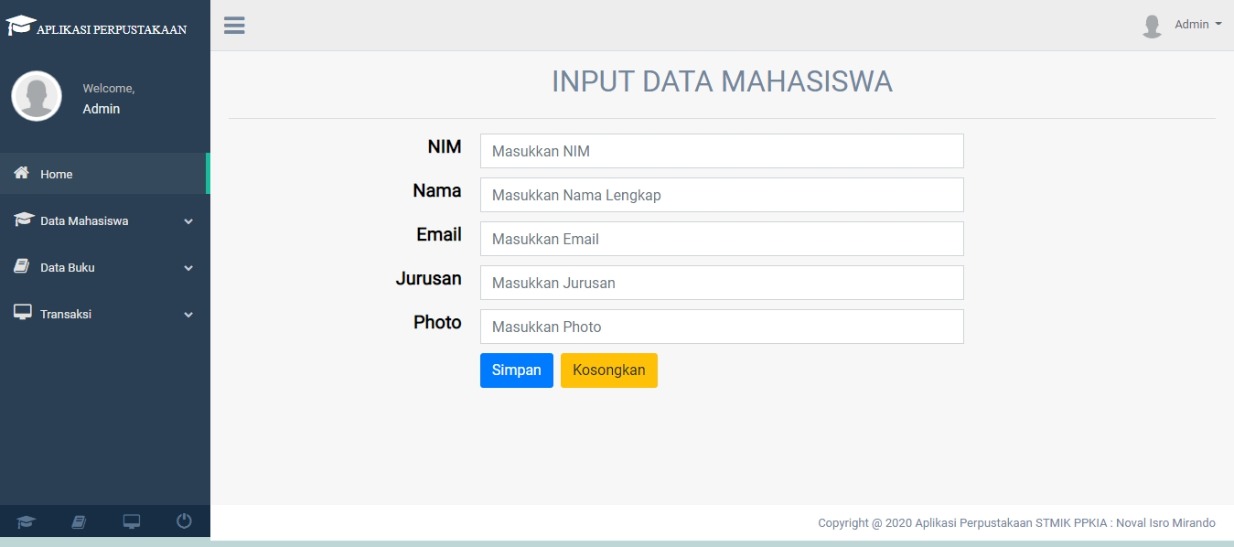 APLIKASI PERPUSTAKAAN
Admin
Welcome,
Admin
Home
Data Mahasiswa
Data Buku
Transaksi
INPUT DATA MAHASISWA
NIM Masukkan NIM
Nama Masukkan Nama Lengkap
Email Masukkan Email
Jurusan Masukkan Jurusan
Photo Masukkan Photo
Simpan Kosongkan
Copyright @ 2020 Aplikasi Perpustakaan STMIK PPKIA : Noval Isro Mirando